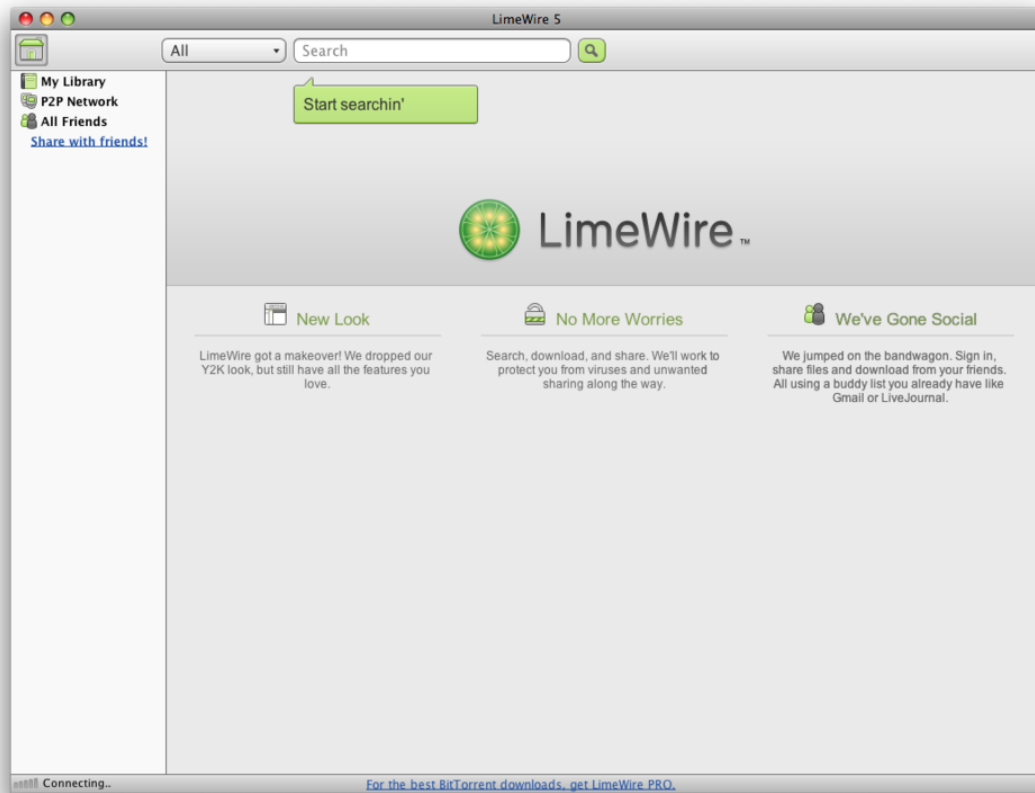 LimeWire 5
All
Search
My Library
P2P Network
All Friends
Share with friends!
Start searchin'
LimeWire ™
New Look
LimeWire got a makeover! We dropped our
Y2K look, but still have all the features you
love.
No More Worries
Search, download, and share. We'll work to
protect you from viruses and unwanted
sharing along the way.
We've Gone Social
We jumped on the bandwagon. Sign in,
share files and download from your friends.
All using a buddy list you already have like
Gmail or LiveJournal.
Connecting..
For the best BitTorrent downloads, get LimeWire PRO.